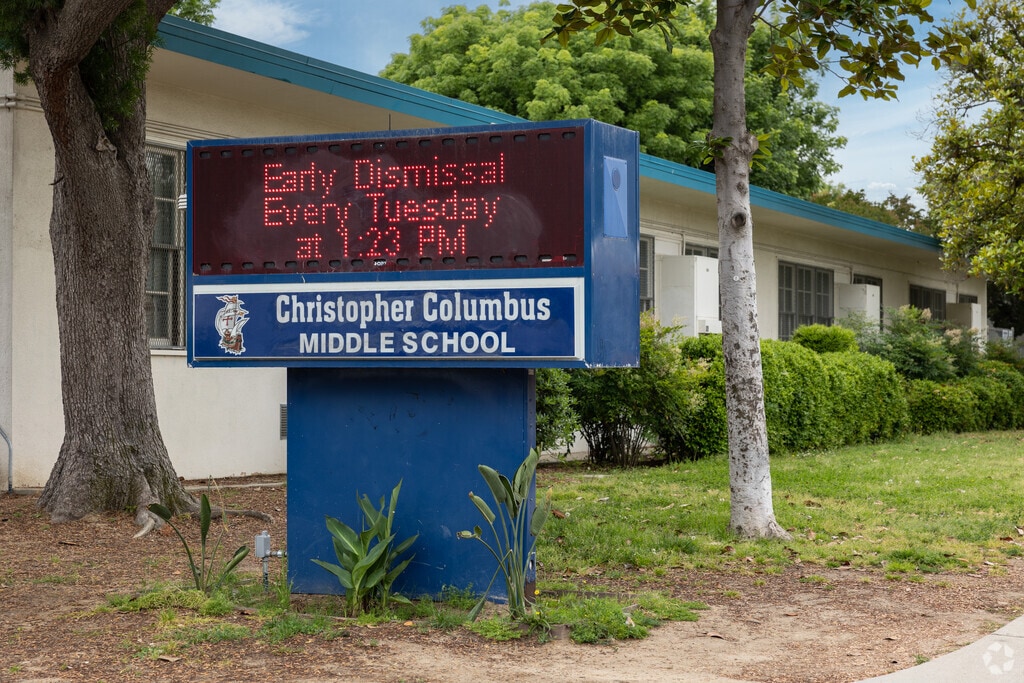 Early Dismissal
Every Tuesday
at 1:23 PM
Christopher Columbus
MIDDLE SCHOOL